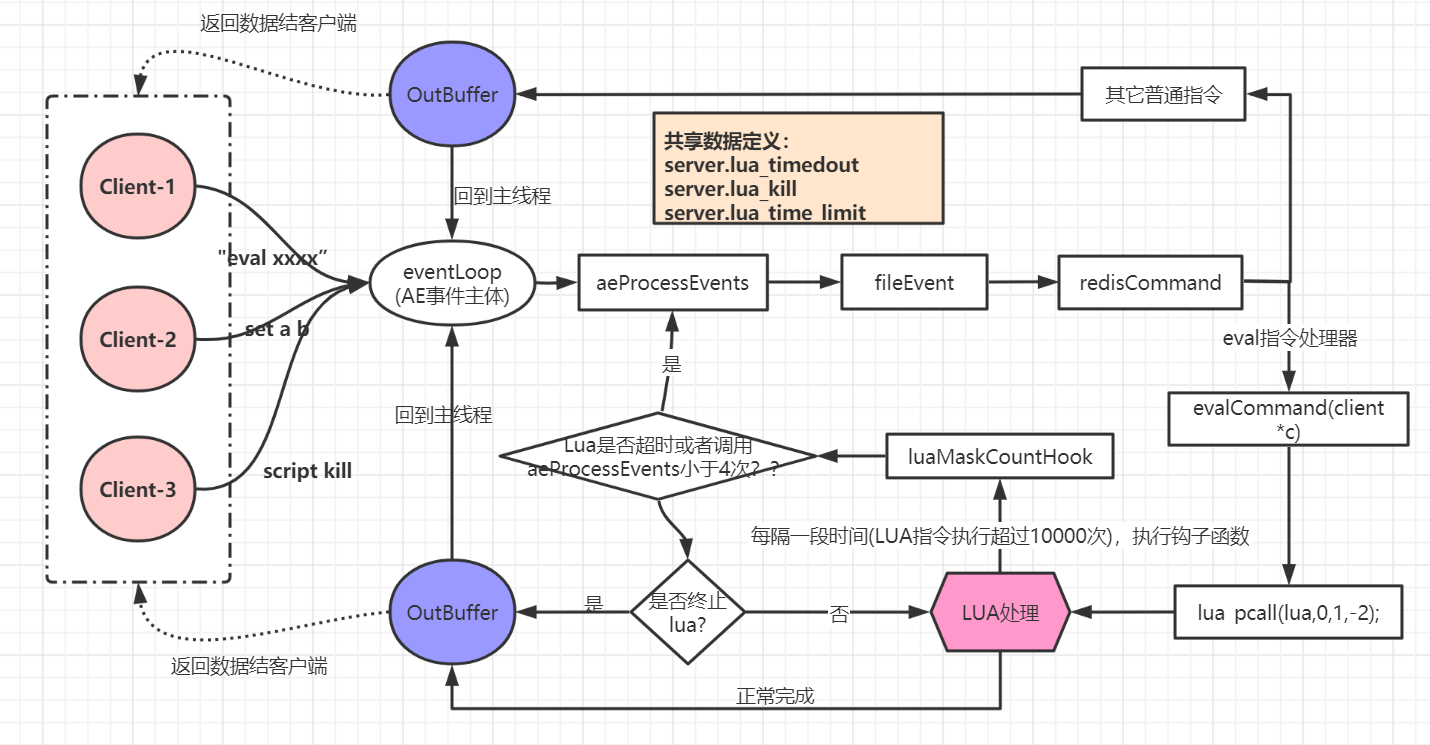 返回数据结客户端
OutBuffer
其它普通指令
共享数据定义：
server.lua_timedout
server.lua_kill
server.lua_time_limit
Client-1
回到主线程
"eval xxxx”
eventLoop
(AE事件主体)
aeProcessEvents
fileEvent
redisCommand
Client-2
set a b
eval指令处理器
是
evalCommand(client
*c)
回到主线程
Lua是否超时或者调用
aeProcessEvents小于4次？？
luaMaskCountHook
script kill
Client-3
每隔一段时间(LUA指令执行超过10000次)，执行钩子函数
OutBuffer
是
是否终止
lua?
否
LUA处理
lua_pcall(lua,0,1,-2);
返回数据结客户端
正常完成